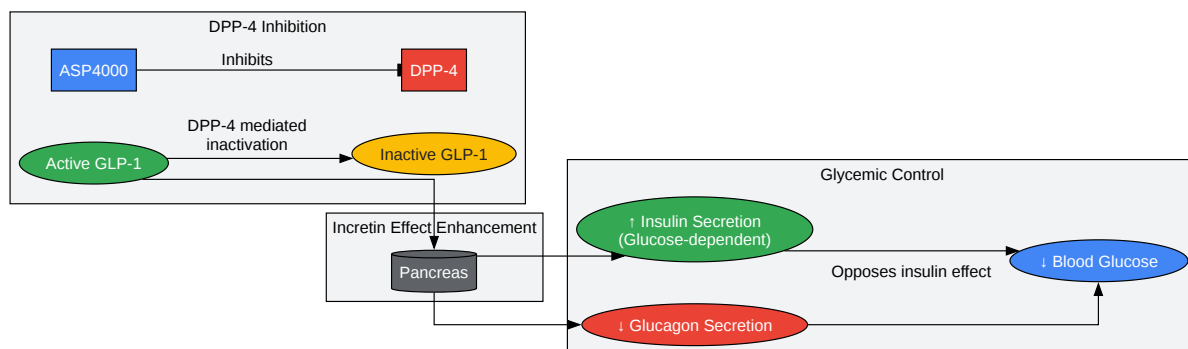 DPP-4 Inhibition
ASP4000
Inhibits
DPP-4
DPP-4 mediated
inactivation
Active GLP-1
Inactive GLP-1
Incretin Effect Enhancement
Pancreas
Glycemic Control
↑ Insulin Secretion
(Glucose-dependent)
Opposes insulin effect
↓ Blood Glucose
↓ Glucagon Secretion